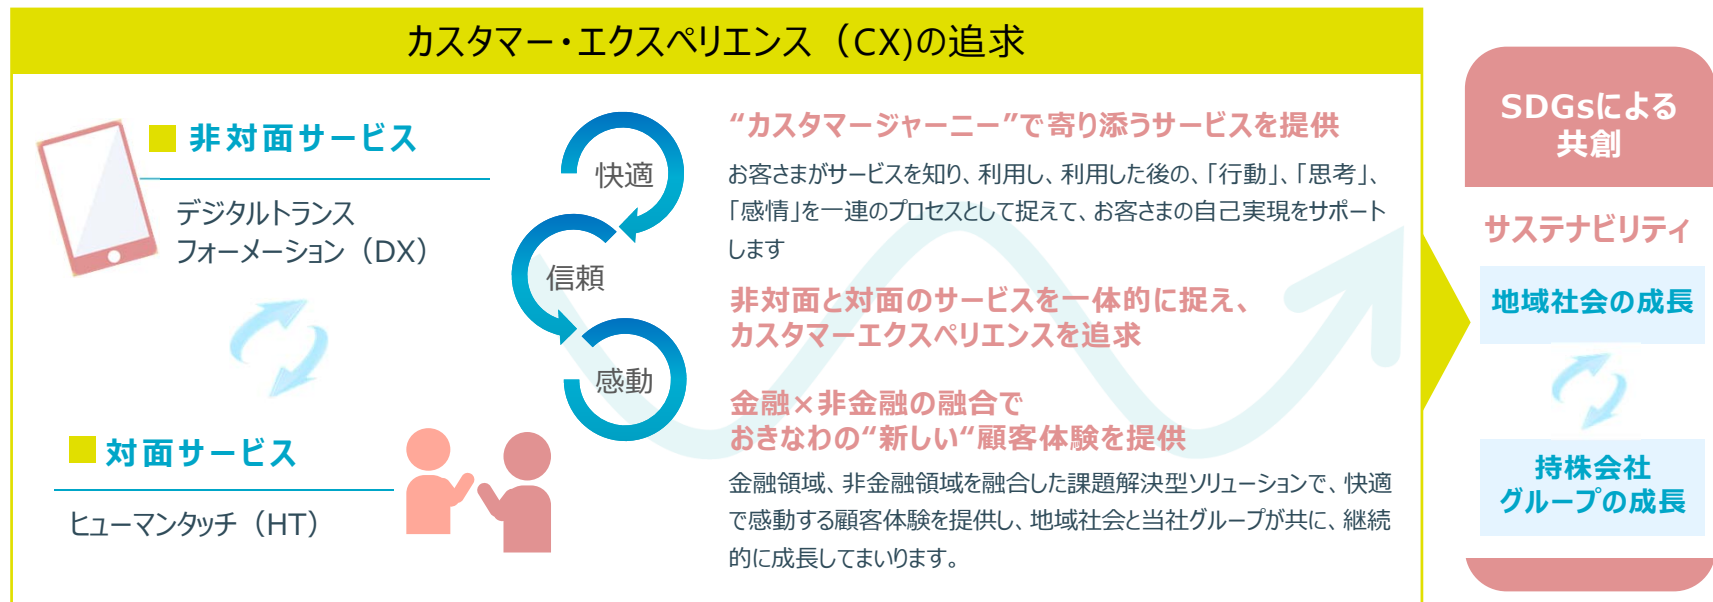 カスタマー・エクスペリエンス（CX)の追求
非対面サービス
デジタルトランス
フォーメーション（DX）
対面サービス
ヒューマンタッチ（HT）
快適
信頼
感動
“カスタマージャーニー”で寄り添うサービスを提供
お客さまがサービスを知り、利用し、利用した後の、「行動」、「思考」、
「感情」を一連のプロセスとして捉えて、お客さまの自己実現をサポート
します
非対面と対面のサービスを一体的に捉え、
カスタマーエクスペリエンスを追求
金融×非金融の融合で
おきなわの“新しい“顧客体験を提供
金融領域、非金融領域を融合した課題解決型ソリューションで、快適
で感動する顧客体験を提供し、地域社会と当社グループが共に、継続
的に成長してまいります。
SDGsによる
共創
サステナビリティ
地域社会の成長
持株会社
グループの成長